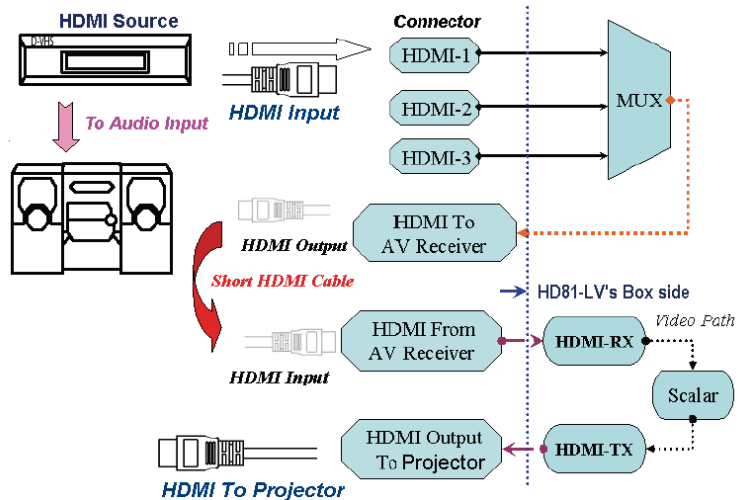 HDMI Source
D-VHS
Connector
HDMI-1
HDMI Input
To Audio Input
HDMI-2
MUX
HDMI-3
HDMI To
AV Receiver
HDMI Output
Short HDMI Cable
HD81-LV's Box side
Video Path
HDMI From
AV Receiver
HDMI-RX
HDMI Input
Scalar
HDMI Output
To Projector
HDMI-TX
HDMI To Projector